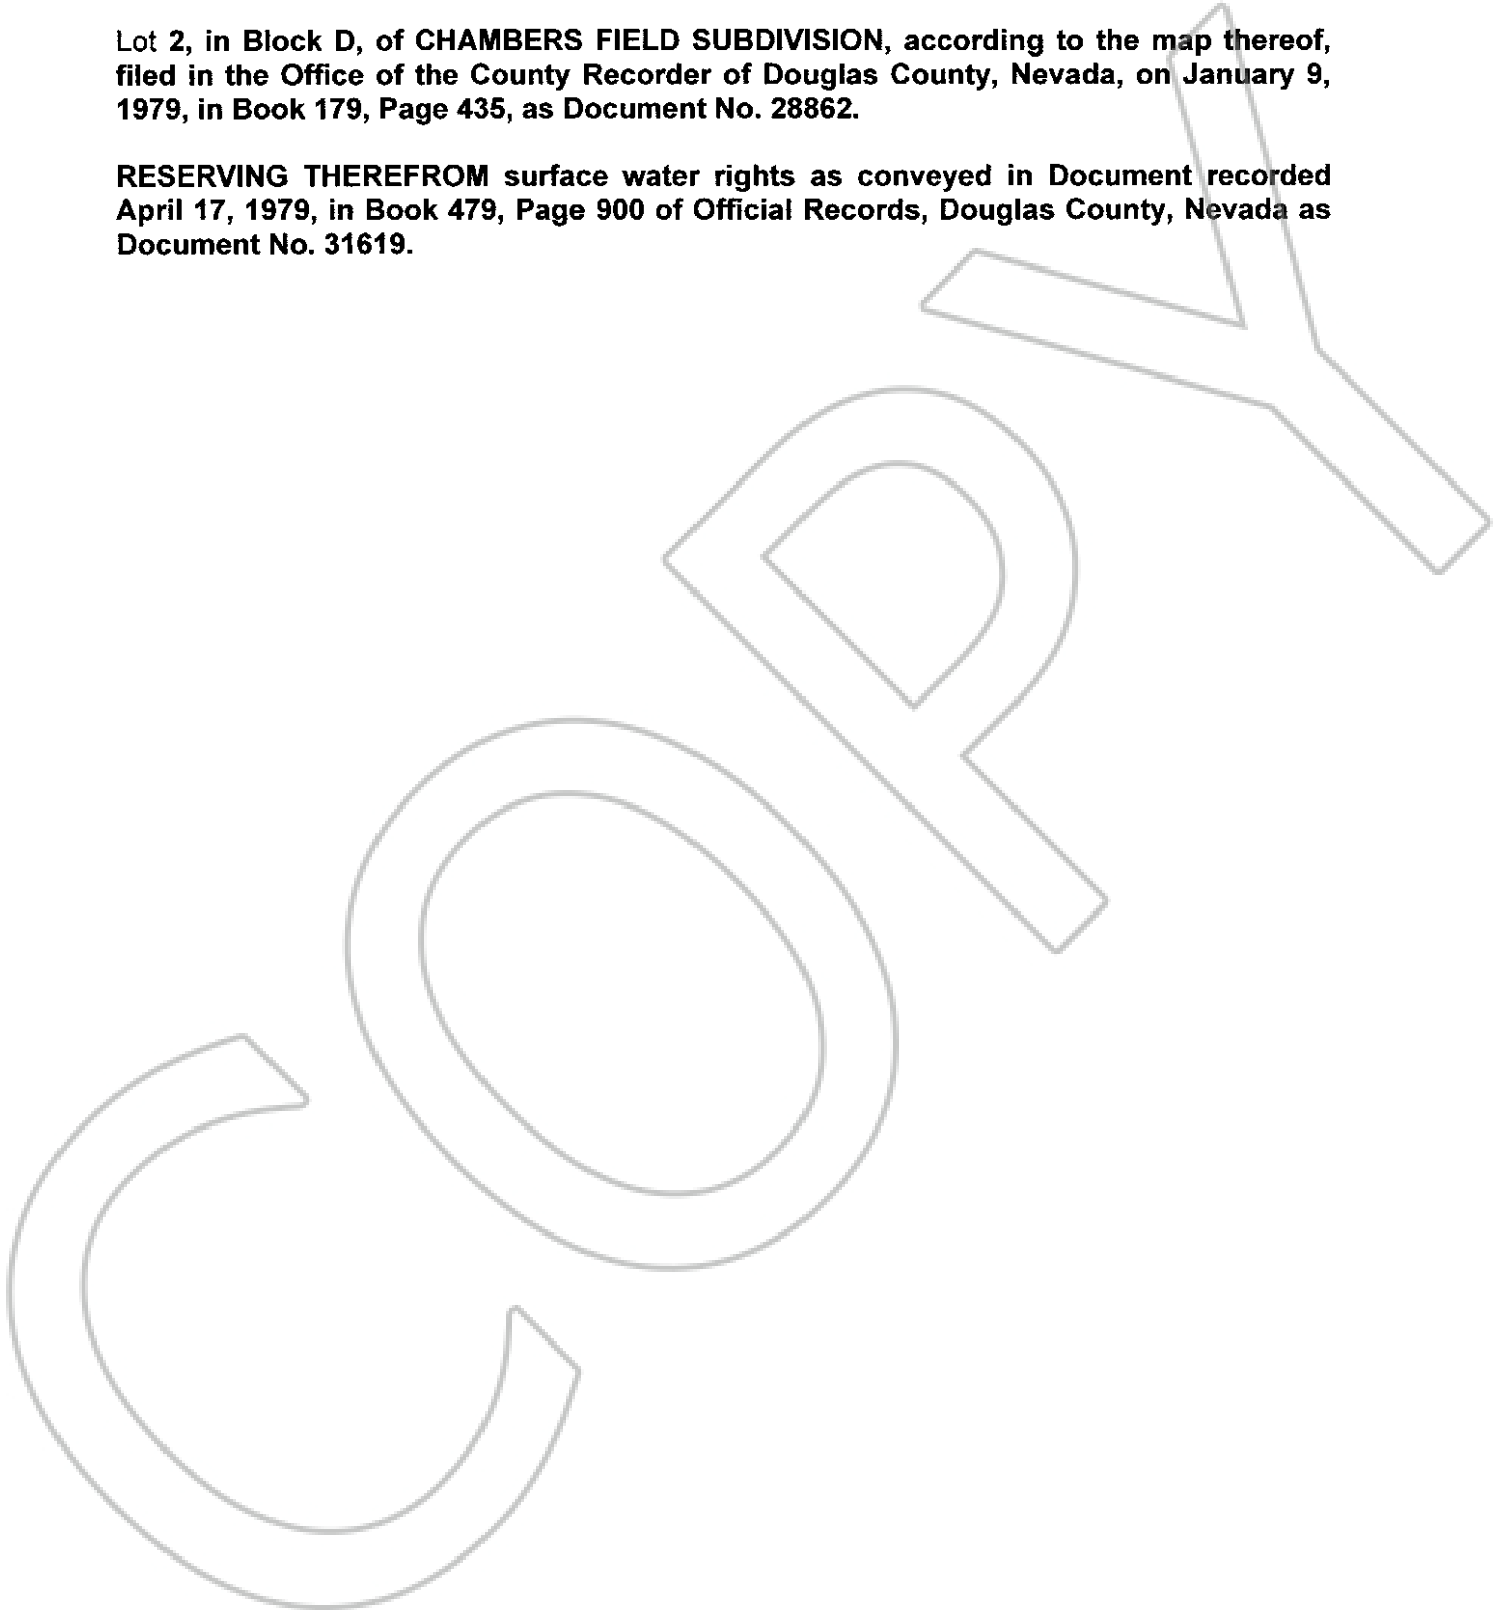 Lot 2, in Block D, of CHAMBERS FIELD SUBDIVISION, according to the map thereof,
filed in the Office of the County Recorder of Douglas County, Nevada, on January 9,
1979, in Book 179, Page 435, as Document No. 28862.
RESERVING THEREFROM surface water rights as conveyed in Document recorded
April 17, 1979, in Book 479, Page 900 of Official Records, Douglas County, Nevada as
Document No. 31619.
COPY